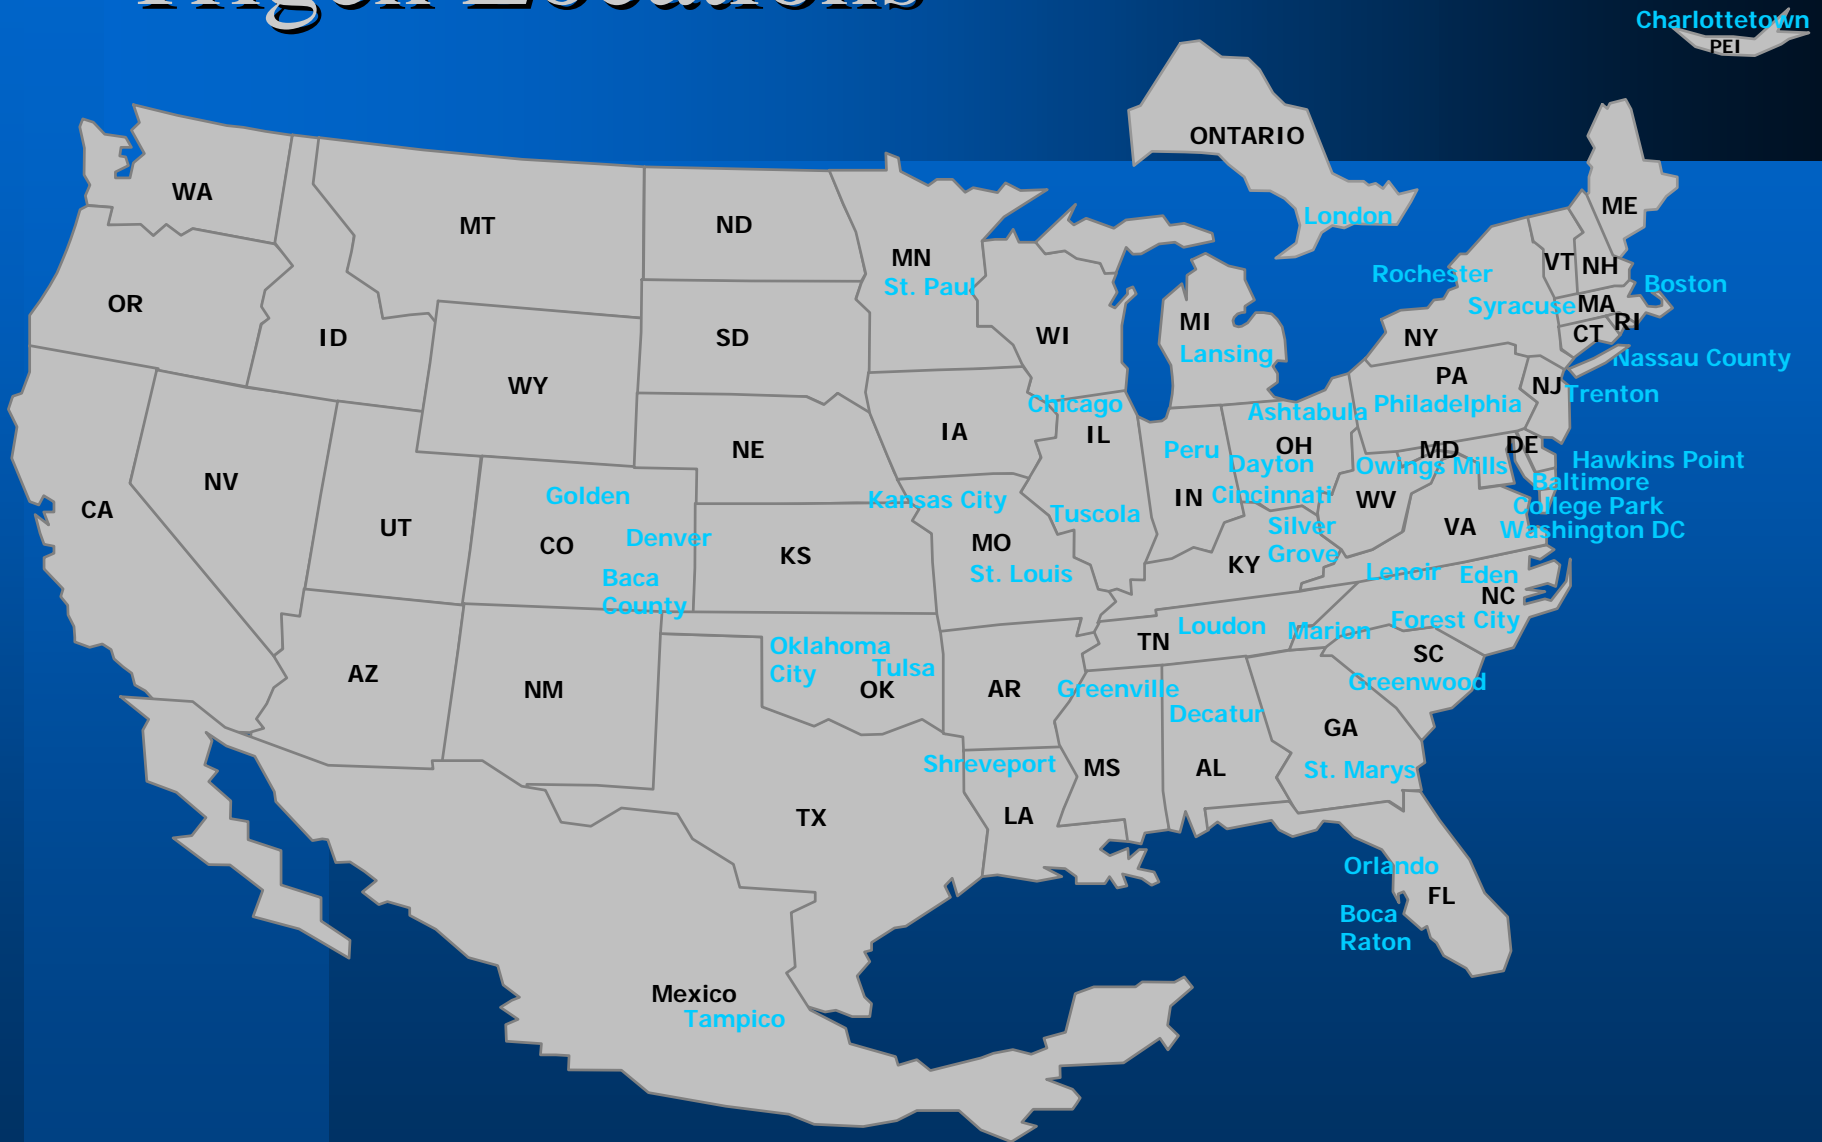 Trigen Locations
Charlottetown
PEI
ONTARIO
London
WA
MT
ND
MN
St. Paul
ME
VT
NH
Rochester
Boston
Syracuse
MA
RI
CT
OR
ID
SD
WI
MI
Lansing
NY
Nassau County
WY
PA
NJ
Trenton
Philadelphia
Chicago
Ashtabula
NE
IA
IL
Peru
OH
MD
DE
Dayton
Owings Mills
Hawkins Point
Baltimore
NV
CA
Golden
Kansas City
IN
Cincinnati
WV
College Park
Tuscola
UT
CO
Denver
KS
MO
Silver
Grove
VA
Washington DC
St. Louis
KY
Baca
County
Lenoir
Eden
NC
Forest City
Loudon
Marion
TN
Oklahoma
City
Tulsa
OK
AZ
NM
AR
Greenville
SC
Greenwood
Decatur
GA
Shreveport
MS
AL
St. Marys
TX
LA
Orlando
FL
Boca
Raton
Mexico
Tampico